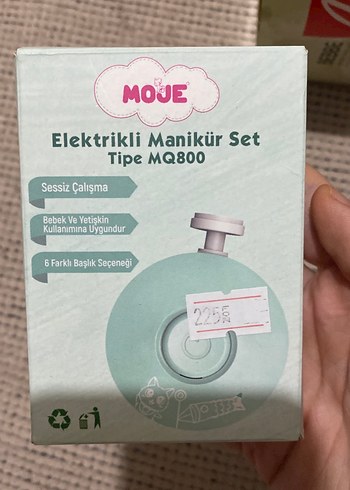 MOJE
Elektrikli Manikür Set
Tipe MQ800
Sessiz Çalışma
Bebek Ve Yetişkin
Kullanımına Uygundur
6 Farklı Başlık Seçeneği
225